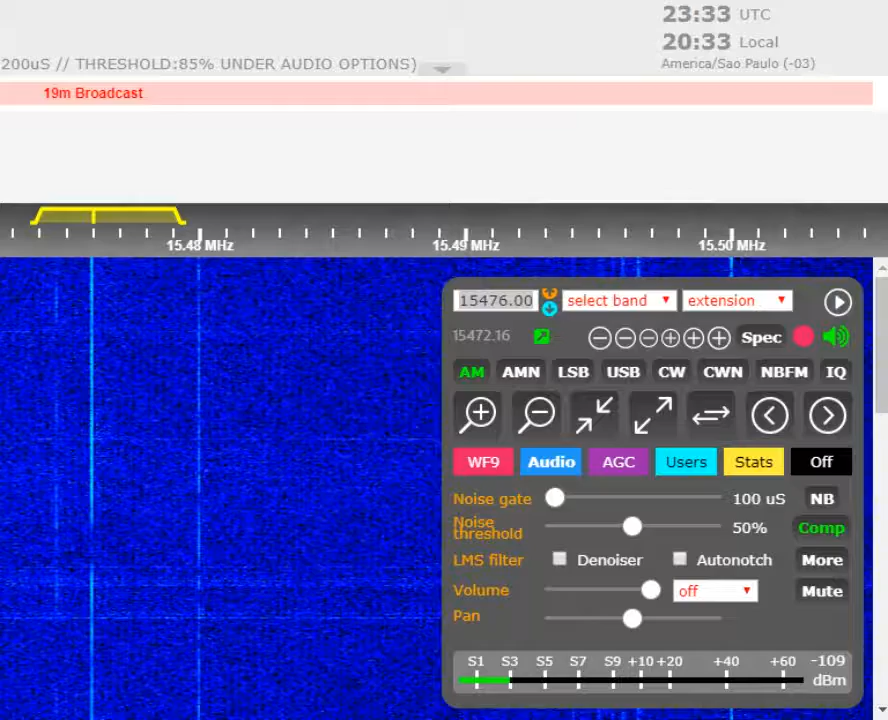 23:33 UTC
20:33 Local
200uS // THRESHOLD:85% UNDER AUDIO OPTIONS)
America/Sao Paulo (-03)
19m Broadcast
15.48 MHz 15.49 MHz 15.50 MHz
15476.00 select band extension
15472.16 Spec
AM AMN LSB USB CW CWN NBFM IQ
WF9 Audio AGC Users Stats Off
Noise gate 100 uS NB
Noise threshold 50% Comp
LMS filter Denoiser Autonotch More
Volume off Mute
Pan
S1 S3 S5 S7 S9 +10 +20 +40 +60 -109
dBm